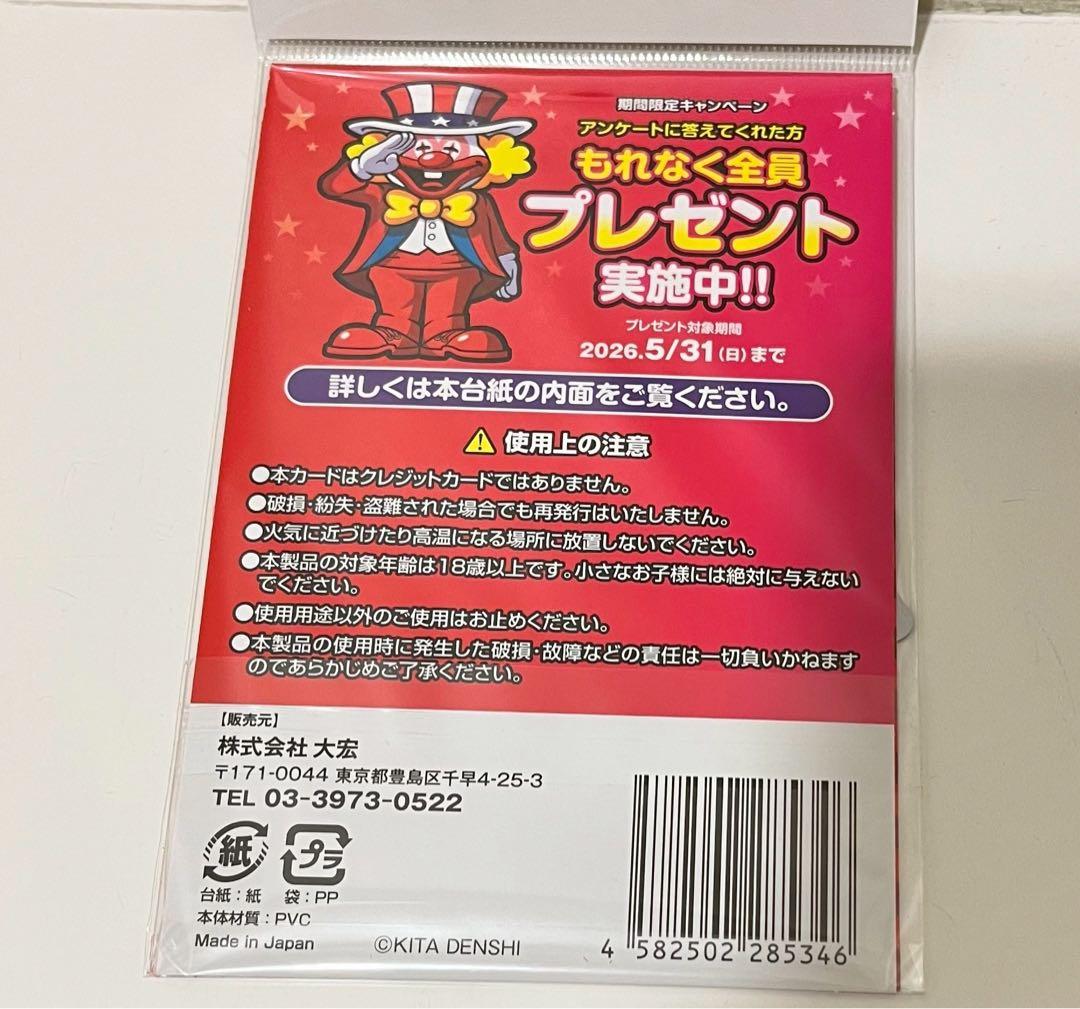 期間限定キャンペーン
アンケートに答えてくれた方
もれなく全員
プレゼント
実施中!!
プレゼント対象期間
2026.5/31(日)まで
詳しくは本台紙の内面をご覧ください。
使用上の注意
●本カードはクレジットカードではありません。
●破損・紛失・盗難された場合でも再発行はいたしません。
●火気に近づけたり高温になる場所に放置しないでください。
●本製品の対象年齢は18歳以上です。小さなお子様には絶対に与えない
でください。
●使用用途以外のご使用はお止めください。
●本製品の使用時に発生した破損・故障などの責任は一切負いかねます
のであらかじめご了承ください。
【販売元】
株式会社 大宏
〒171-0044 東京都豊島区千早4-25-3
TEL 03-3973-0522
紙 プラ
台紙:紙 袋:PP
本体材質:PVC
Made in Japan ©KITA DENSHI
4 582502 285346